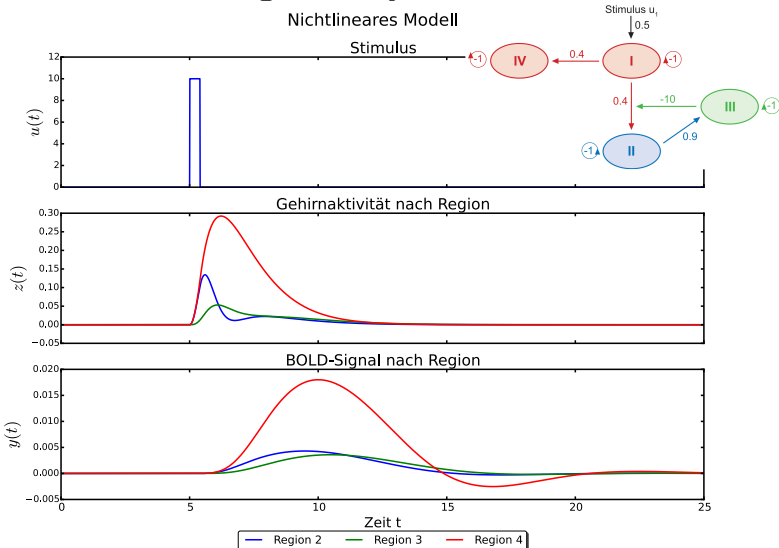 Nichtlineares Modell
Stimulus u₁
0.5
IV
0.4
I
-1
-1
0.4
-10
III
-1
0.9
II
-1
Stimulus
u(t)
12
10
8
6
4
2
0
Gehirnaktivität nach Region
z(t)
0.30
0.25
0.20
0.15
0.10
0.05
0.00
−0.05
BOLD-Signal nach Region
y(t)
0.020
0.015
0.010
0.005
0.000
−0.005
0 5 10 15 20 25
Zeit t
Region 2 Region 3 Region 4